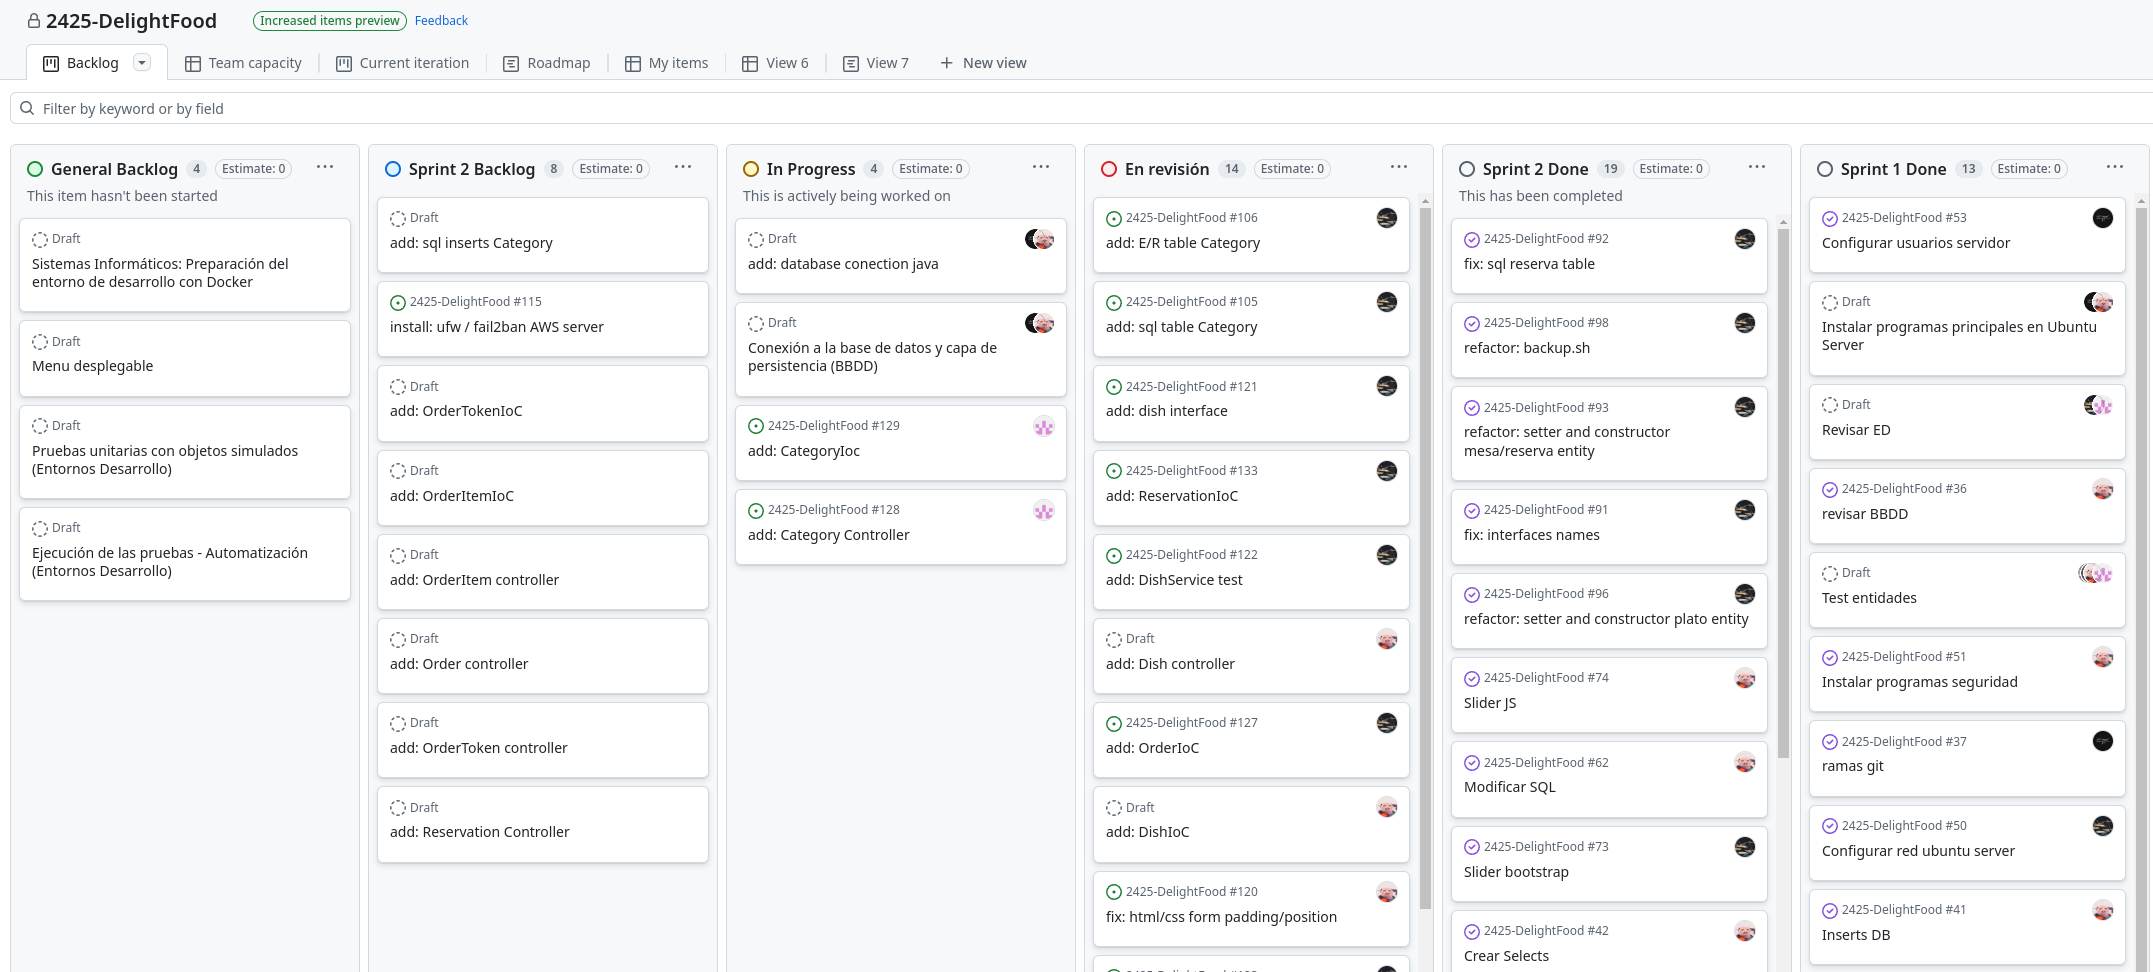 2425-DelightFood
Increased items preview
Feedback
Backlog
Team capacity
Current iteration
Roadmap
My items
View 6
View 7
New view
Filter by keyword or by field
General Backlog 4 Estimate: 0
This item hasn't been started
Draft
Sistemas Informáticos: Preparación del
entorno de desarrollo con Docker
Draft
Menu desplegable
Draft
Pruebas unitarias con objetos simulados
(Entornos Desarrollo)
Draft
Ejecución de las pruebas - Automatización
(Entornos Desarrollo)
Sprint 2 Backlog 8 Estimate: 0
Draft
add: sql inserts Category
2425-DelightFood #115
install: ufw / fail2ban AWS server
Draft
add: OrderTokenIoC
Draft
add: OrderItemIoC
Draft
add: OrderItem controller
Draft
add: Order controller
Draft
add: OrderToken controller
Draft
add: Reservation Controller
In Progress 4 Estimate: 0
This is actively being worked on
Draft
add: database conection java
Draft
Conexión a la base de datos y capa de
persistencia (BBDD)
2425-DelightFood #129
add: CategoryIoc
2425-DelightFood #128
add: Category Controller
En revisión 14 Estimate: 0
2425-DelightFood #106
add: E/R table Category
2425-DelightFood #105
add: sql table Category
2425-DelightFood #121
add: dish interface
2425-DelightFood #133
add: ReservationIoC
2425-DelightFood #122
add: DishService test
Draft
add: Dish controller
2425-DelightFood #127
add: OrderIoC
Draft
add: DishIoC
2425-DelightFood #120
fix: html/css form padding/position
Sprint 2 Done 19 Estimate: 0
This has been completed
2425-DelightFood #92
fix: sql reserva table
2425-DelightFood #98
refactor: backup.sh
2425-DelightFood #93
refactor: setter and constructor
mesa/reserva entity
2425-DelightFood #91
fix: interfaces names
2425-DelightFood #96
refactor: setter and constructor plato entity
2425-DelightFood #74
Slider JS
2425-DelightFood #62
Modificar SQL
2425-DelightFood #73
Slider bootstrap
2425-DelightFood #42
Crear Selects
Sprint 1 Done 13 Estimate: 0
2425-DelightFood #53
Configurar usuarios servidor
Draft
Instalar programas principales en Ubuntu
Server
Draft
Revisar ED
2425-DelightFood #36
revisar BBDD
Draft
Test entidades
2425-DelightFood #51
Instalar programas seguridad
2425-DelightFood #37
ramas git
2425-DelightFood #50
Configurar red ubuntu server
2425-DelightFood #41
Inserts DB